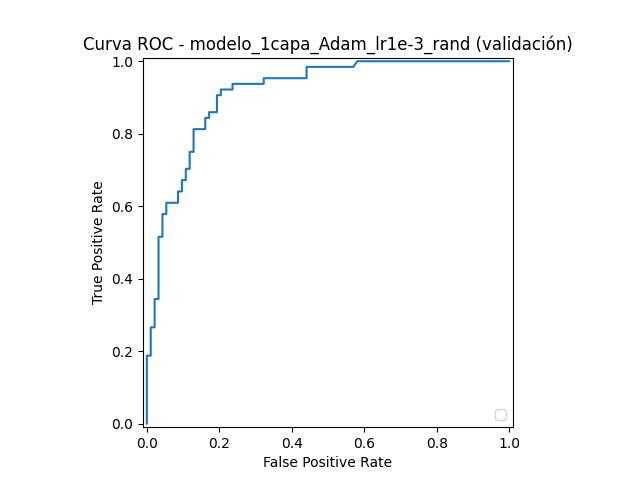 Curva ROC - modelo_1capa_Adam_lr1e-3_rand (validación)
1.0
0.8
0.6
0.4
0.2
0.0
True Positive Rate
0.0 0.2 0.4 0.6 0.8 1.0
False Positive Rate